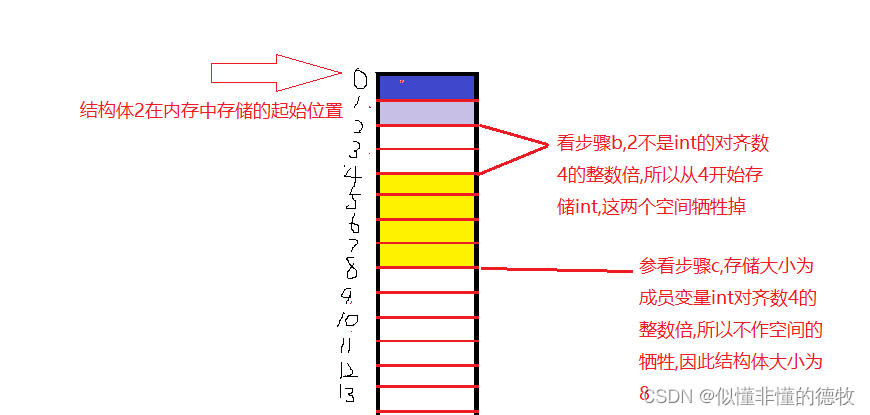 0
结构体2在内存中存储的起始位置
1
2
3
4
5
6
7
8
9
10
11
12
13
看步骤b,2不是int的对齐数
4的整数倍,所以从4开始存
储int,这两个空间牺牲掉
参看步骤c,存储大小为
成员变量int对齐数4的
整数倍,所以不作空间的
牺牲,因此结构体大小为
8
CSDN @似懂非懂的德牧